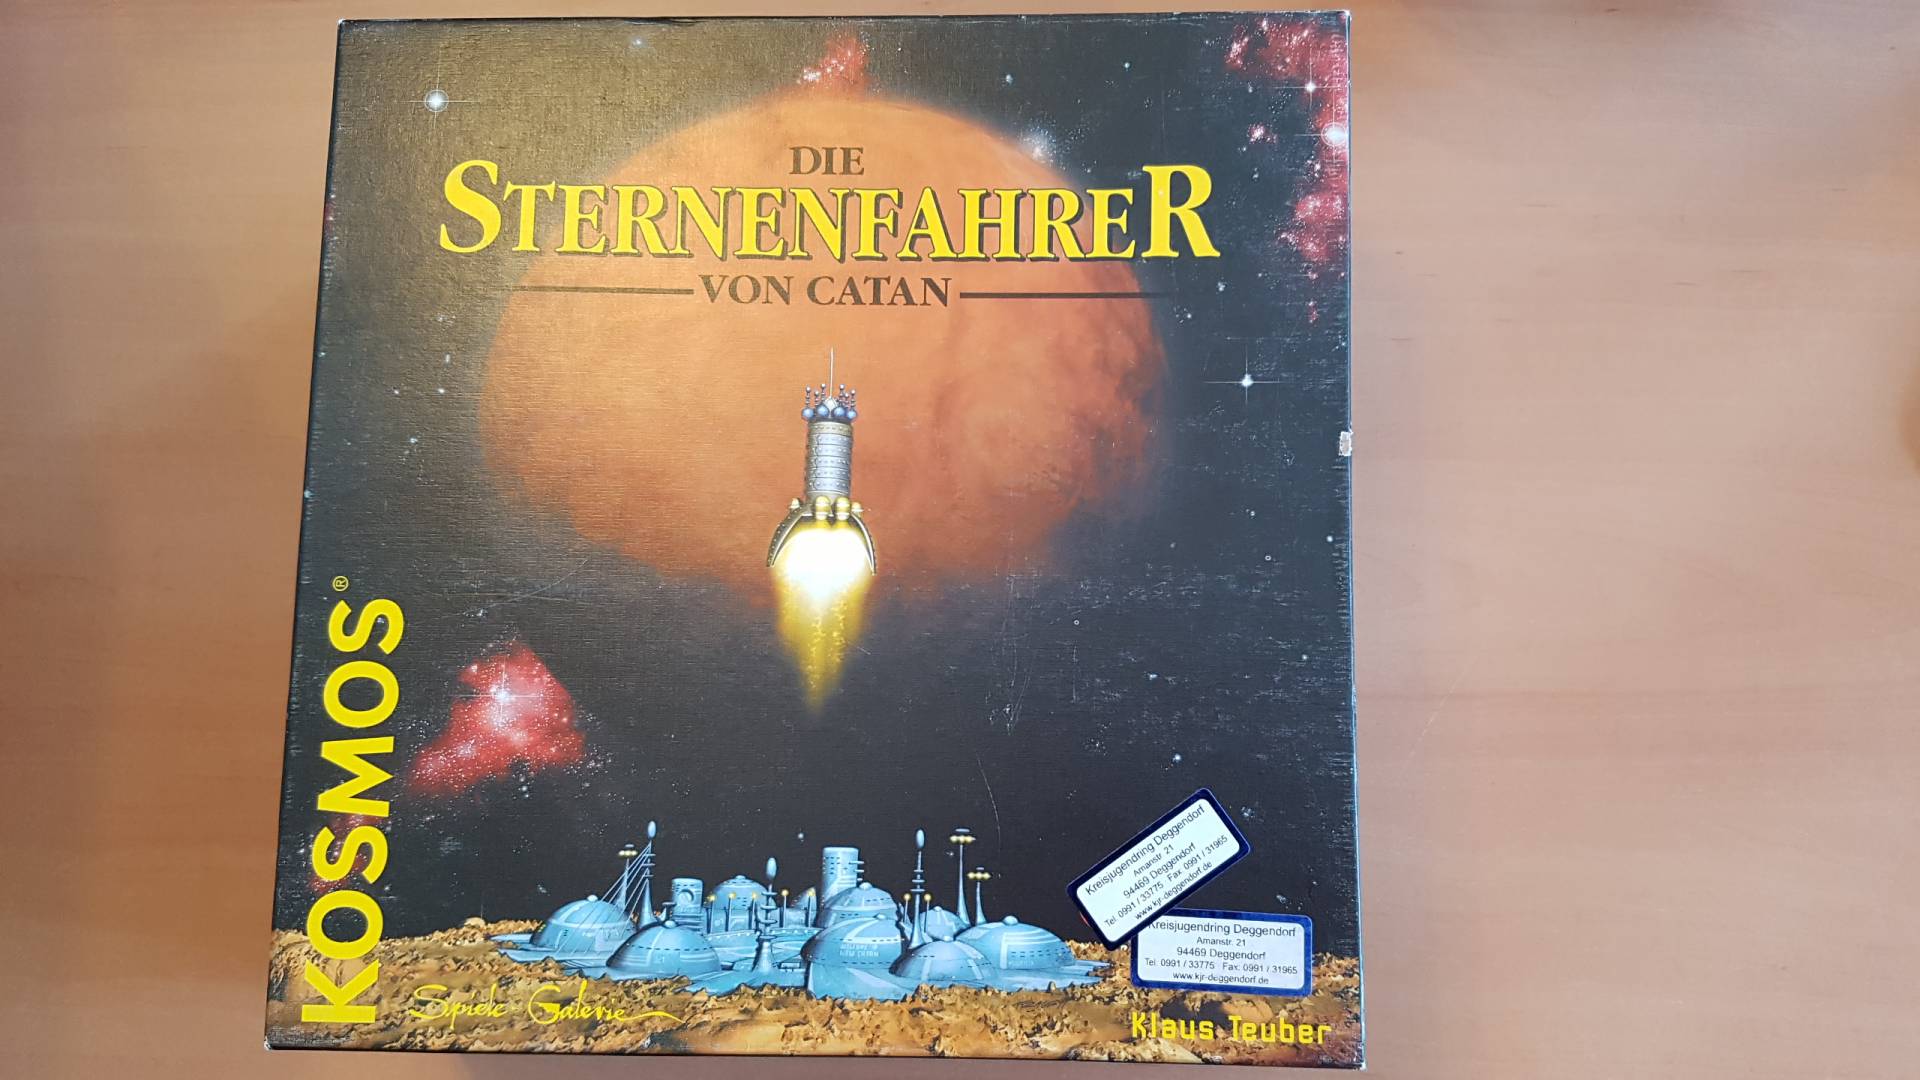 DIE
STERNENFAHRER
VON CATAN
KOSMOS®
Spiele-Galerie
Kreisjugendring Deggendorf
Amanstr. 21
94469 Deggendorf
Tel. 0991 / 33775 Fax 0991 / 31965
www.kjr-deggendorf.de
Kreisjugendring Deggendorf
Amanstr. 21
94469 Deggendorf
Tel: 0991 / 33775 Fax: 0991 / 31965
www.kjr-deggendorf.de
Klaus Teuber